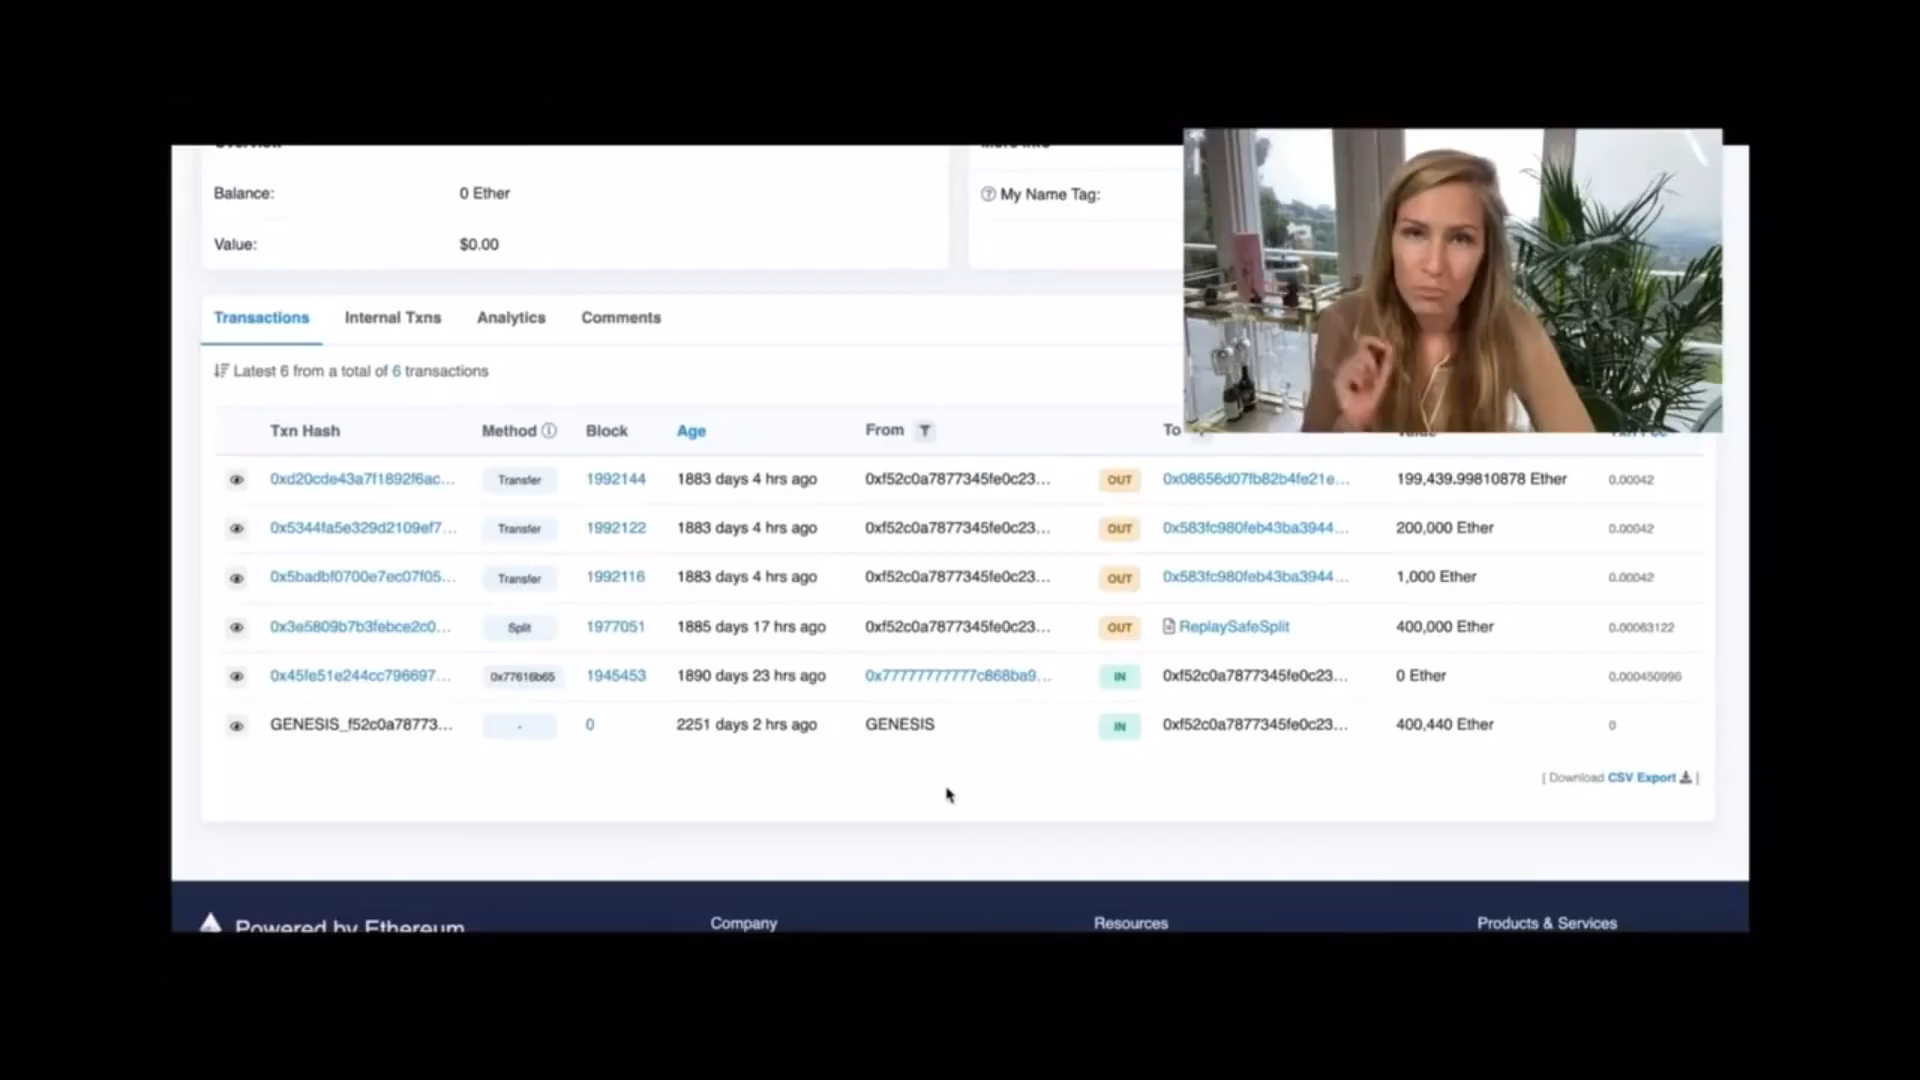 Balance: 0 Ether
My Name Tag:
Value: $0.00
Transactions Internal Txns Analytics Comments
Latest 6 from a total of 6 transactions
Txn Hash Method Block Age From To
0xd20cde43a7f1892f6ac... Transfer 1992144 1883 days 4 hrs ago 0xf52c0a7877345fe0c23... OUT 0x08656d07fb82b4fe21e... 199,439.99810878 Ether 0.00042
0x5344fa5e329d2109ef7... Transfer 1992122 1883 days 4 hrs ago 0xf52c0a7877345fe0c23... OUT 0x583fc980feb43ba3944... 200,000 Ether 0.00042
0x5badbf0700e7ec07f05... Transfer 1992116 1883 days 4 hrs ago 0xf52c0a7877345fe0c23... OUT 0x583fc980feb43ba3944... 1,000 Ether 0.00042
0x3e5809b7b3febce2c0... Split 1977051 1885 days 17 hrs ago 0xf52c0a7877345fe0c23... OUT ReplaySafeSplit 400,000 Ether 0.00063122
0x45fe51e244cc796697... 0x77616b65 1945453 1890 days 23 hrs ago 0x77777777777c868ba9... IN 0xf52c0a7877345fe0c23... 0 Ether 0.000450996
GENESIS_f52c0a78773... - 0 2251 days 2 hrs ago GENESIS IN 0xf52c0a7877345fe0c23... 400,440 Ether 0
[ Download CSV Export ]
Powered by Ethereum Company Resources Products & Services